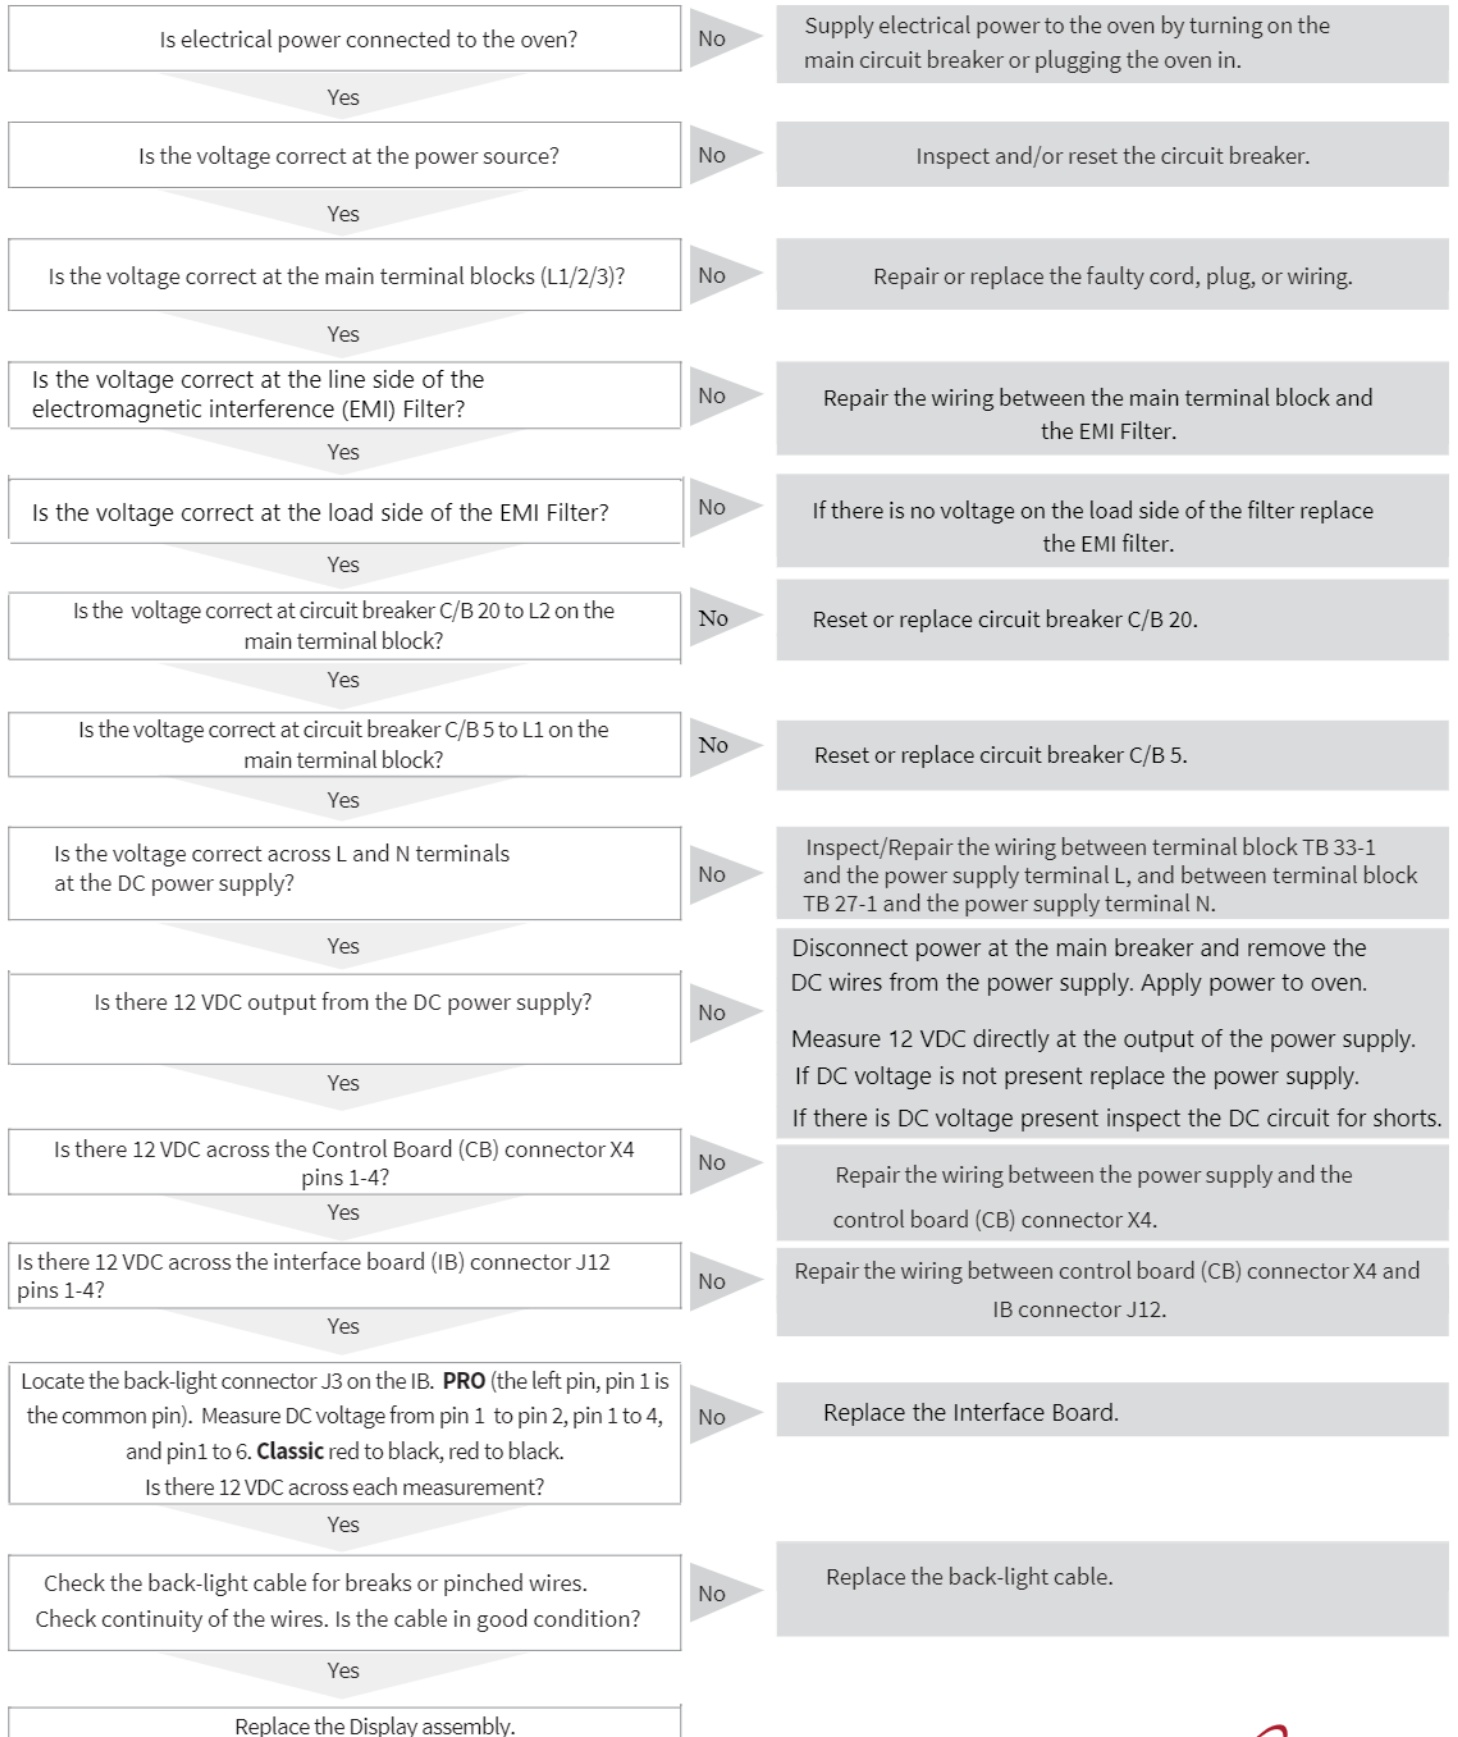 Is electrical power connected to the oven?
No
Supply electrical power to the oven by turning on the
main circuit breaker or plugging the oven in.
Yes
Is the voltage correct at the power source?
No
Inspect and/or reset the circuit breaker.
Yes
Is the voltage correct at the main terminal blocks (L1/2/3)?
No
Repair or replace the faulty cord, plug, or wiring.
Yes
Is the voltage correct at the line side of the
electromagnetic interference (EMI) Filter?
No
Repair the wiring between the main terminal block and
the EMI Filter.
Yes
Is the voltage correct at the load side of the EMI Filter?
No
If there is no voltage on the load side of the filter replace
the EMI filter.
Yes
Is the voltage correct at circuit breaker C/B 20 to L2 on the
main terminal block?
No
Reset or replace circuit breaker C/B 20.
Yes
Is the voltage correct at circuit breaker C/B 5 to L1 on the
main terminal block?
No
Reset or replace circuit breaker C/B 5.
Yes
Is the voltage correct across L and N terminals
at the DC power supply?
No
Inspect/Repair the wiring between terminal block TB 33-1
and the power supply terminal L, and between terminal block
TB 27-1 and the power supply terminal N.
Yes
Is there 12 VDC output from the DC power supply?
No
Disconnect power at the main breaker and remove the
DC wires from the power supply. Apply power to oven.
Measure 12 VDC directly at the output of the power supply.
If DC voltage is not present replace the power supply.
If there is DC voltage present inspect the DC circuit for shorts.
Yes
Is there 12 VDC across the Control Board (CB) connector X4
pins 1-4?
No
Repair the wiring between the power supply and the
control board (CB) connector X4.
Yes
Is there 12 VDC across the interface board (IB) connector J12
pins 1-4?
No
Repair the wiring between control board (CB) connector X4 and
IB connector J12.
Yes
Locate the back-light connector J3 on the IB. PRO (the left pin, pin 1 is
the common pin). Measure DC voltage from pin 1 to pin 2, pin 1 to 4,
and pin1 to 6. Classic red to black, red to black.
Is there 12 VDC across each measurement?
No
Replace the Interface Board.
Yes
Check the back-light cable for breaks or pinched wires.
Check continuity of the wires. Is the cable in good condition?
No
Replace the back-light cable.
Yes
Replace the Display assembly.